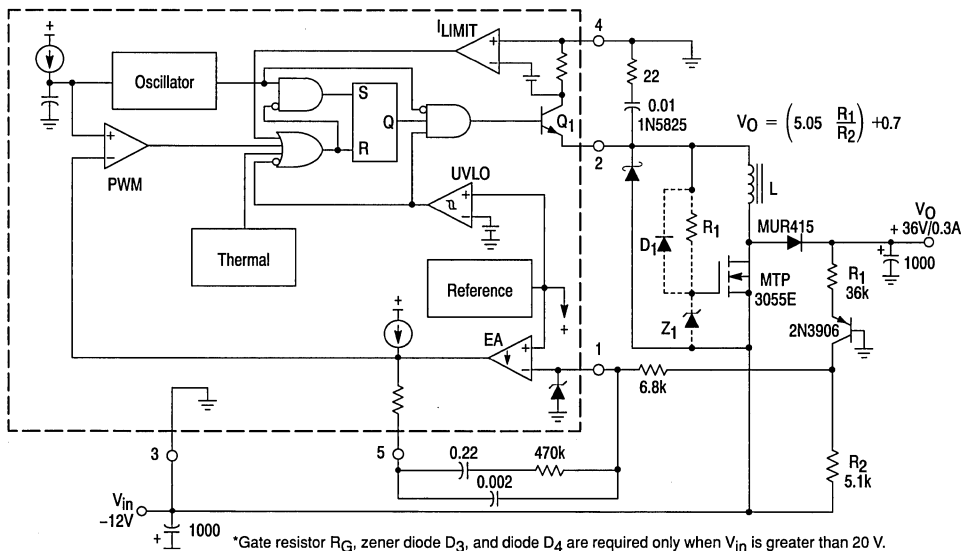 +
Oscillator
PWM
Thermal
I_LIMIT
S
Q
R
UVLO
Reference
+
EA
Q1
+
-
4
22
0.01
1N5825
2
VO = (5.05 R1/R2) +0.7
L
D1
R1
Z1
MUR415
MTP
3055E
VO
+ 36V/0.3A
+
1000
R1
36k
2N3906
1
6.8k
R2
5.1k
3
5
0.22
470k
0.002
Vin
-12V
+
1000
*Gate resistor RG, zener diode D3, and diode D4 are required only when Vin is greater than 20 V.